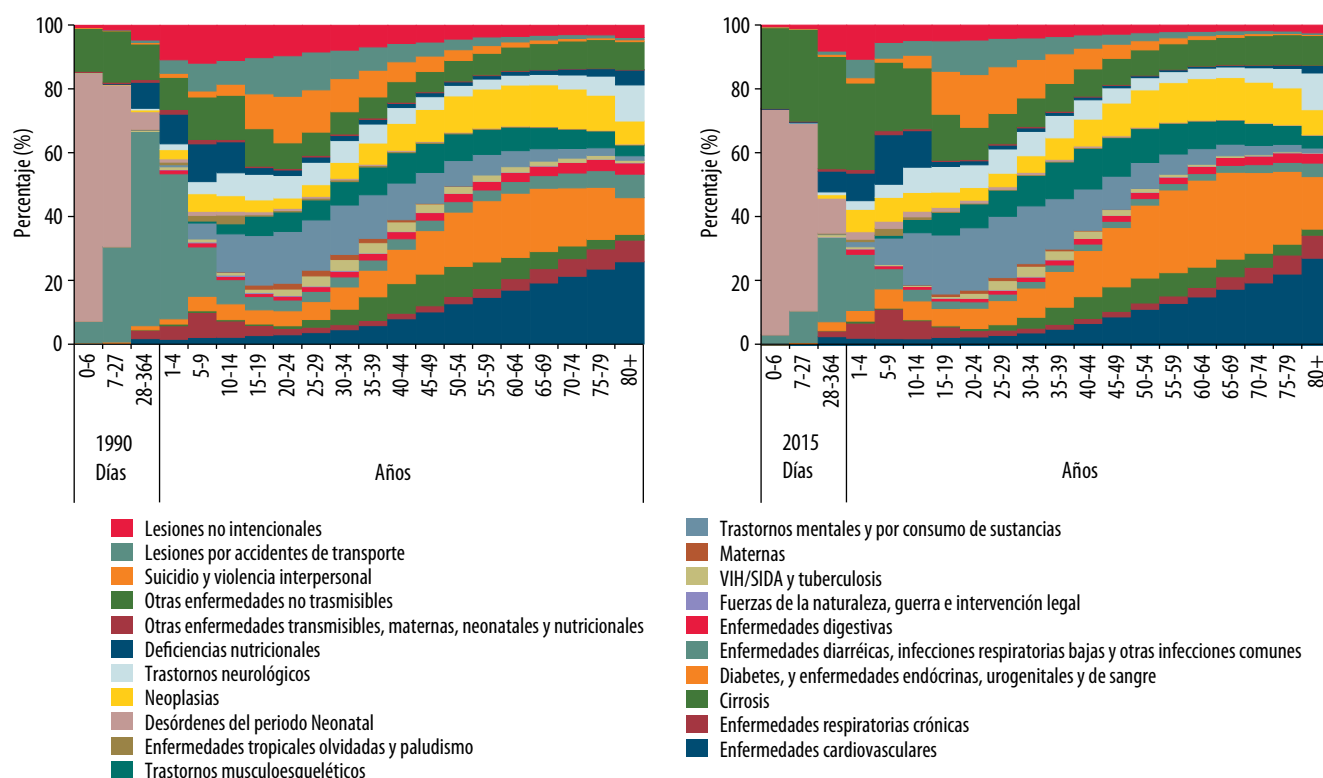 Porcentaje (%)
100
80
60
40
20
0
0-6
7-27
28-364
1-4
5-9
10-14
15-19
20-24
25-29
30-34
35-39
40-44
45-49
50-54
55-59
60-64
65-69
70-74
75-79
80+
1990
Días
Años
Porcentaje (%)
100
80
60
40
20
0
0-6
7-27
28-364
1-4
5-9
10-14
15-19
20-24
25-29
30-34
35-39
40-44
45-49
50-54
55-59
60-64
65-69
70-74
75-79
80+
2015
Días
Años
Lesiones no intencionales
Lesiones por accidentes de transporte
Suicidio y violencia interpersonal
Otras enfermedades no trasmisibles
Otras enfermedades transmisibles, maternas, neonatales y nutricionales
Deficiencias nutricionales
Trastornos neurológicos
Neoplasias
Desórdenes del periodo Neonatal
Enfermedades tropicales olvidadas y paludismo
Trastornos musculoesqueléticos
Trastornos mentales y por consumo de sustancias
Maternas
VIH/SIDA y tuberculosis
Fuerzas de la naturaleza, guerra e intervención legal
Enfermedades digestivas
Enfermedades diarréicas, infecciones respiratorias bajas y otras infecciones comunes
Diabetes, y enfermedades endócrinas, urogenitales y de sangre
Cirrosis
Enfermedades respiratorias crónicas
Enfermedades cardiovasculares